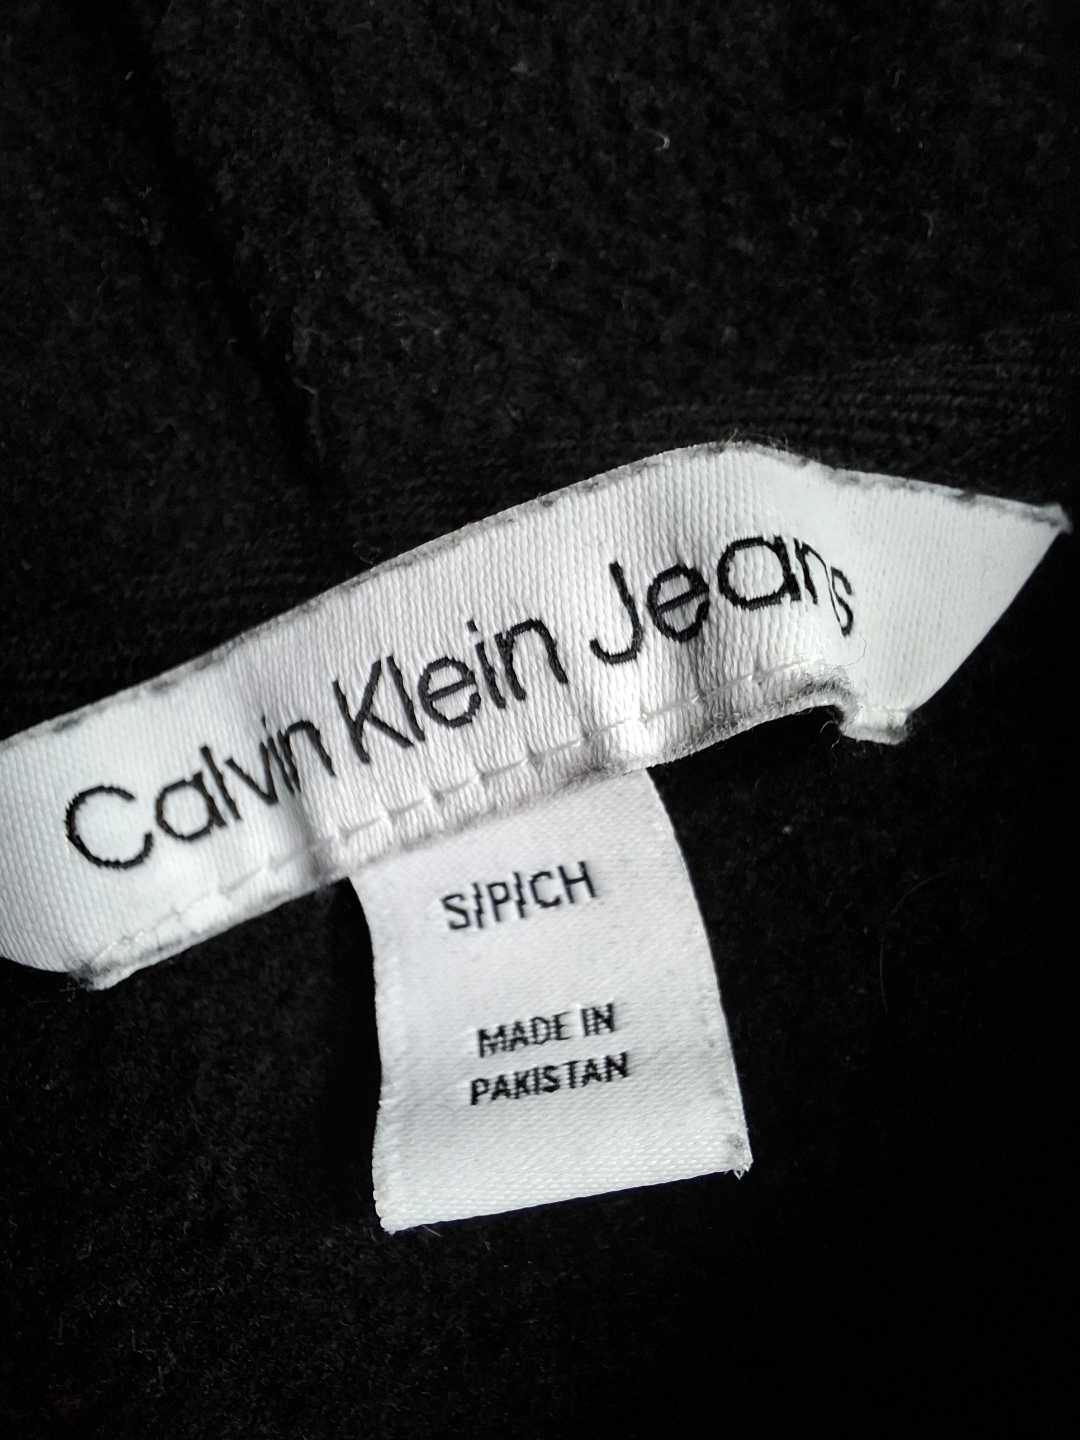 Calvin Klein Jeans
S/P/CH
MADE IN
PAKISTAN